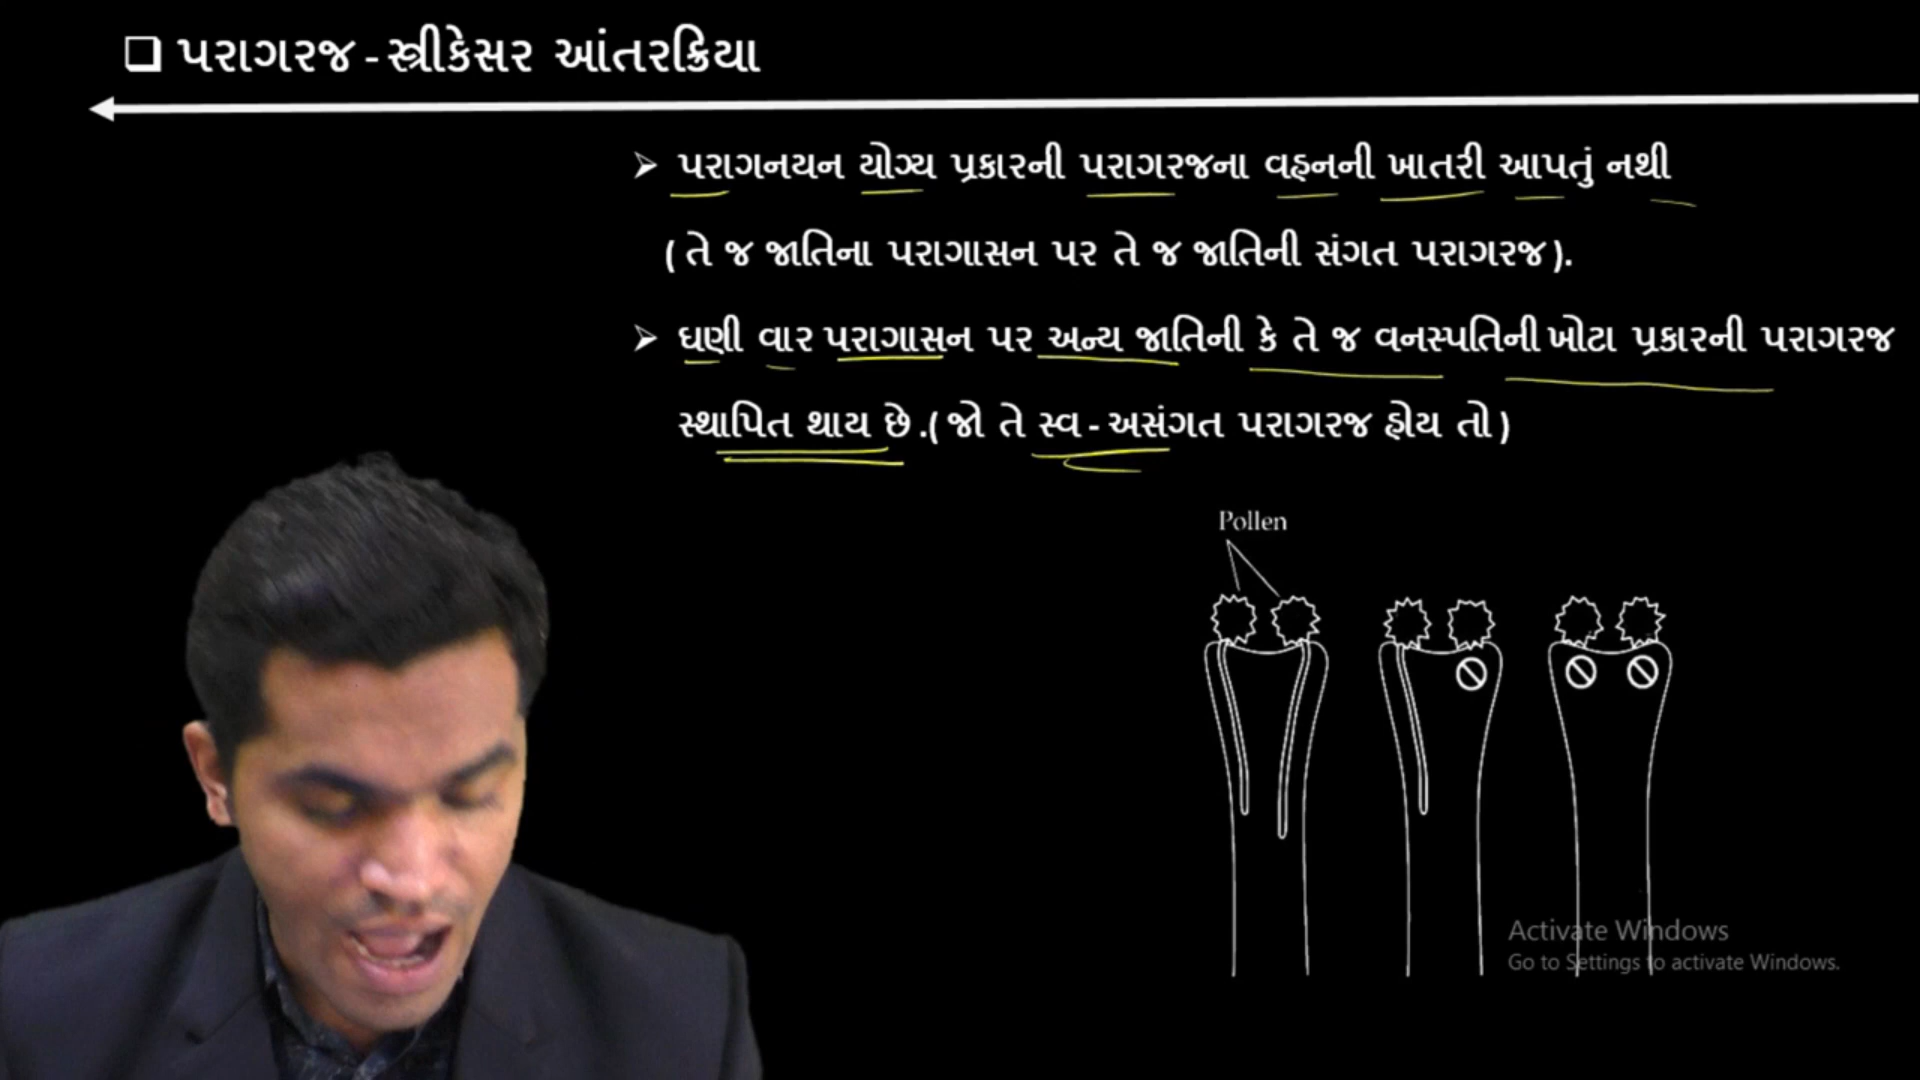 ❑ પરાગરજ - સ્ત્રીકેસર આંતરક્રિયા
➢ પરાગનયન યોગ્ય પ્રકારની પરાગરજના વહનની ખાતરી આપતું નથી
( તે જ જાતિના પરાગાસન પર તે જ જાતિની સંગત પરાગરજ ).
➢ ઘણી વાર પરાગાસન પર અન્ય જાતિની કે તે જ વનસ્પતિની ખોટા પ્રકારની પરાગરજ
સ્થાપિત થાય છે .( જો તે સ્વ - અસંગત પરાગરજ હોય તો )
Pollen
Activate Windows
Go to Settings to activate Windows.